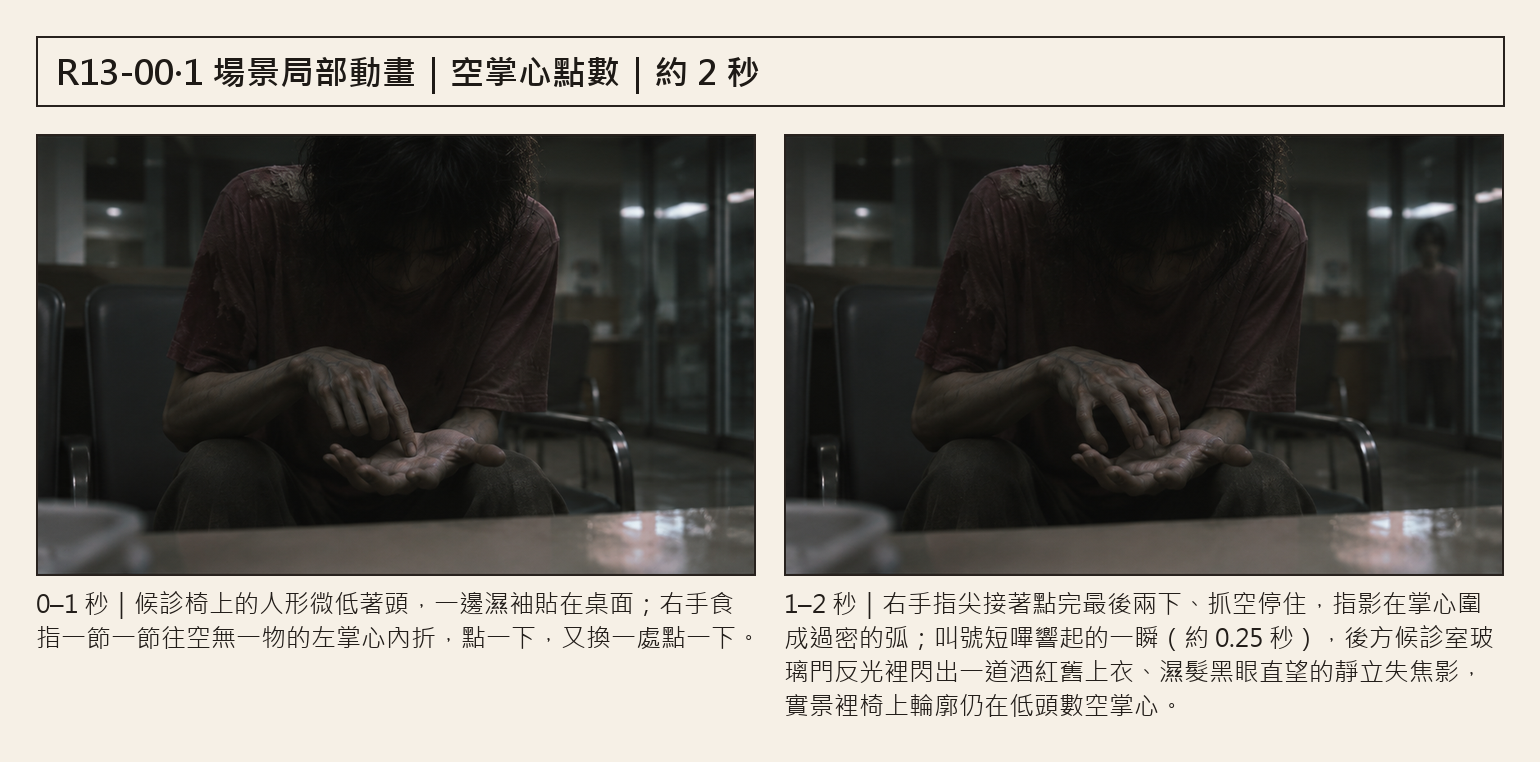 R13-00·1 場景局部動畫｜空掌心點數｜約 2 秒
0–1 秒｜候診椅上的人形微低著頭，一邊濕袖貼在桌面；右手食
指一節一節往空無一物的左掌心內折，點一下，又換一處點一下。
1–2 秒｜右手指尖接著點完最後兩下、抓空停住，指影在掌心圍
成過密的弧；叫號短嗶響起的一瞬（約 0.25 秒），後方候診室玻
璃門反光裡閃出一道酒紅舊上衣、濕髮黑眼直望的靜立失焦影，
實景裡椅上輪廓仍在低頭數空掌心。